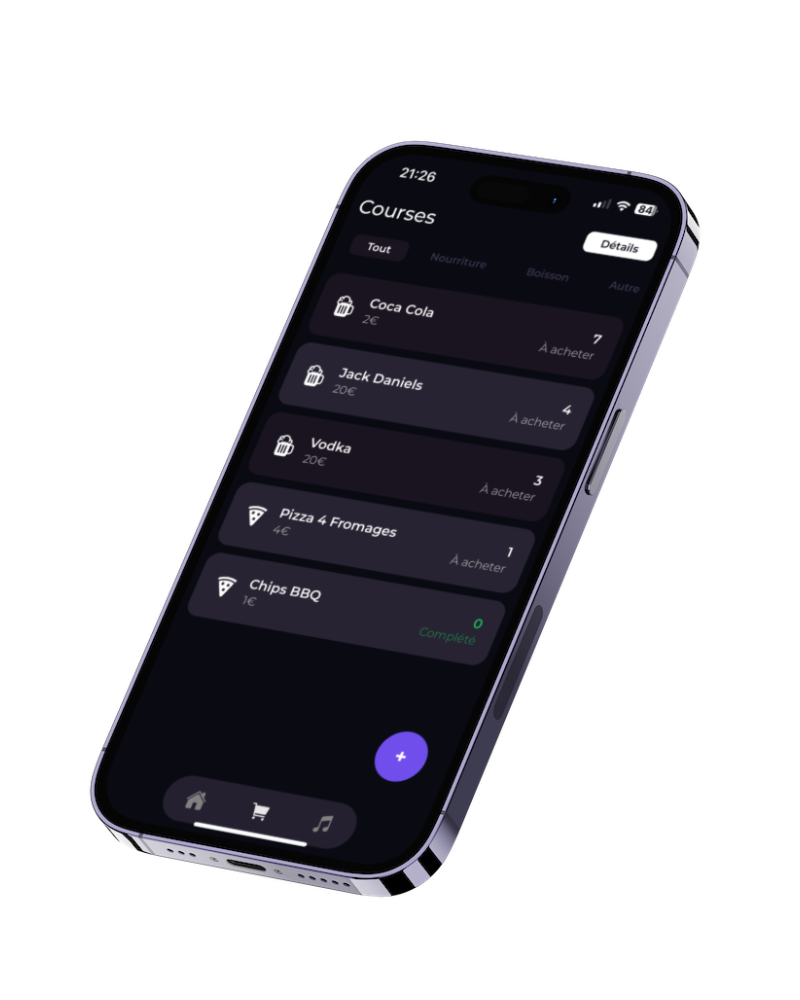 21:26
84
Courses
Détails
Tout
Nourriture
Boisson
Autre
Coca Cola
2€
7
À acheter
Jack Daniels
20€
4
À acheter
Vodka
20€
3
À acheter
Pizza 4 Fromages
4€
1
À acheter
Chips BBQ
1€
0
Complété
+